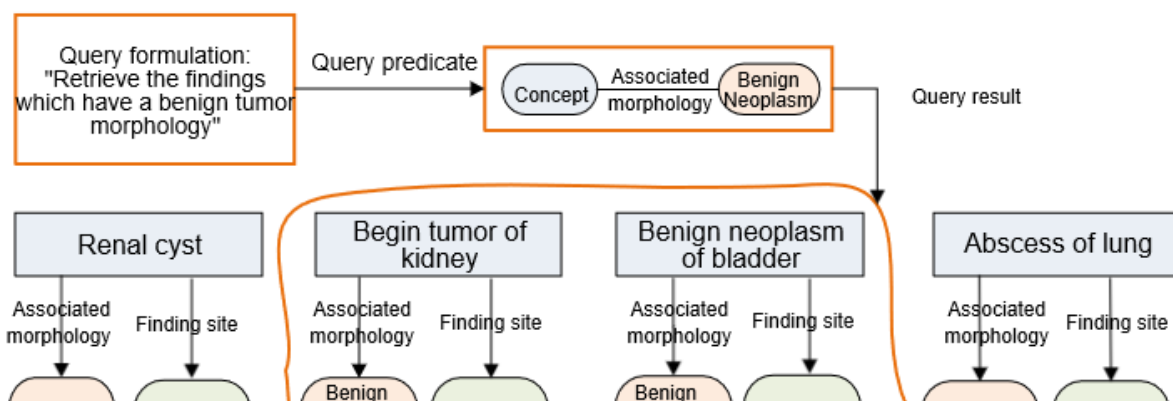 Query formulation:
"Retrieve the findings
which have a benign tumor
morphology"
Query predicate
Concept
Associated
morphology
Benign
Neoplasm
Query result
Renal cyst
Begin tumor of
kidney
Benign neoplasm
of bladder
Abscess of lung
Associated
morphology
Finding site
Associated
morphology
Finding site
Associated
morphology
Finding site
Associated
morphology
Finding site
Benign
Benign